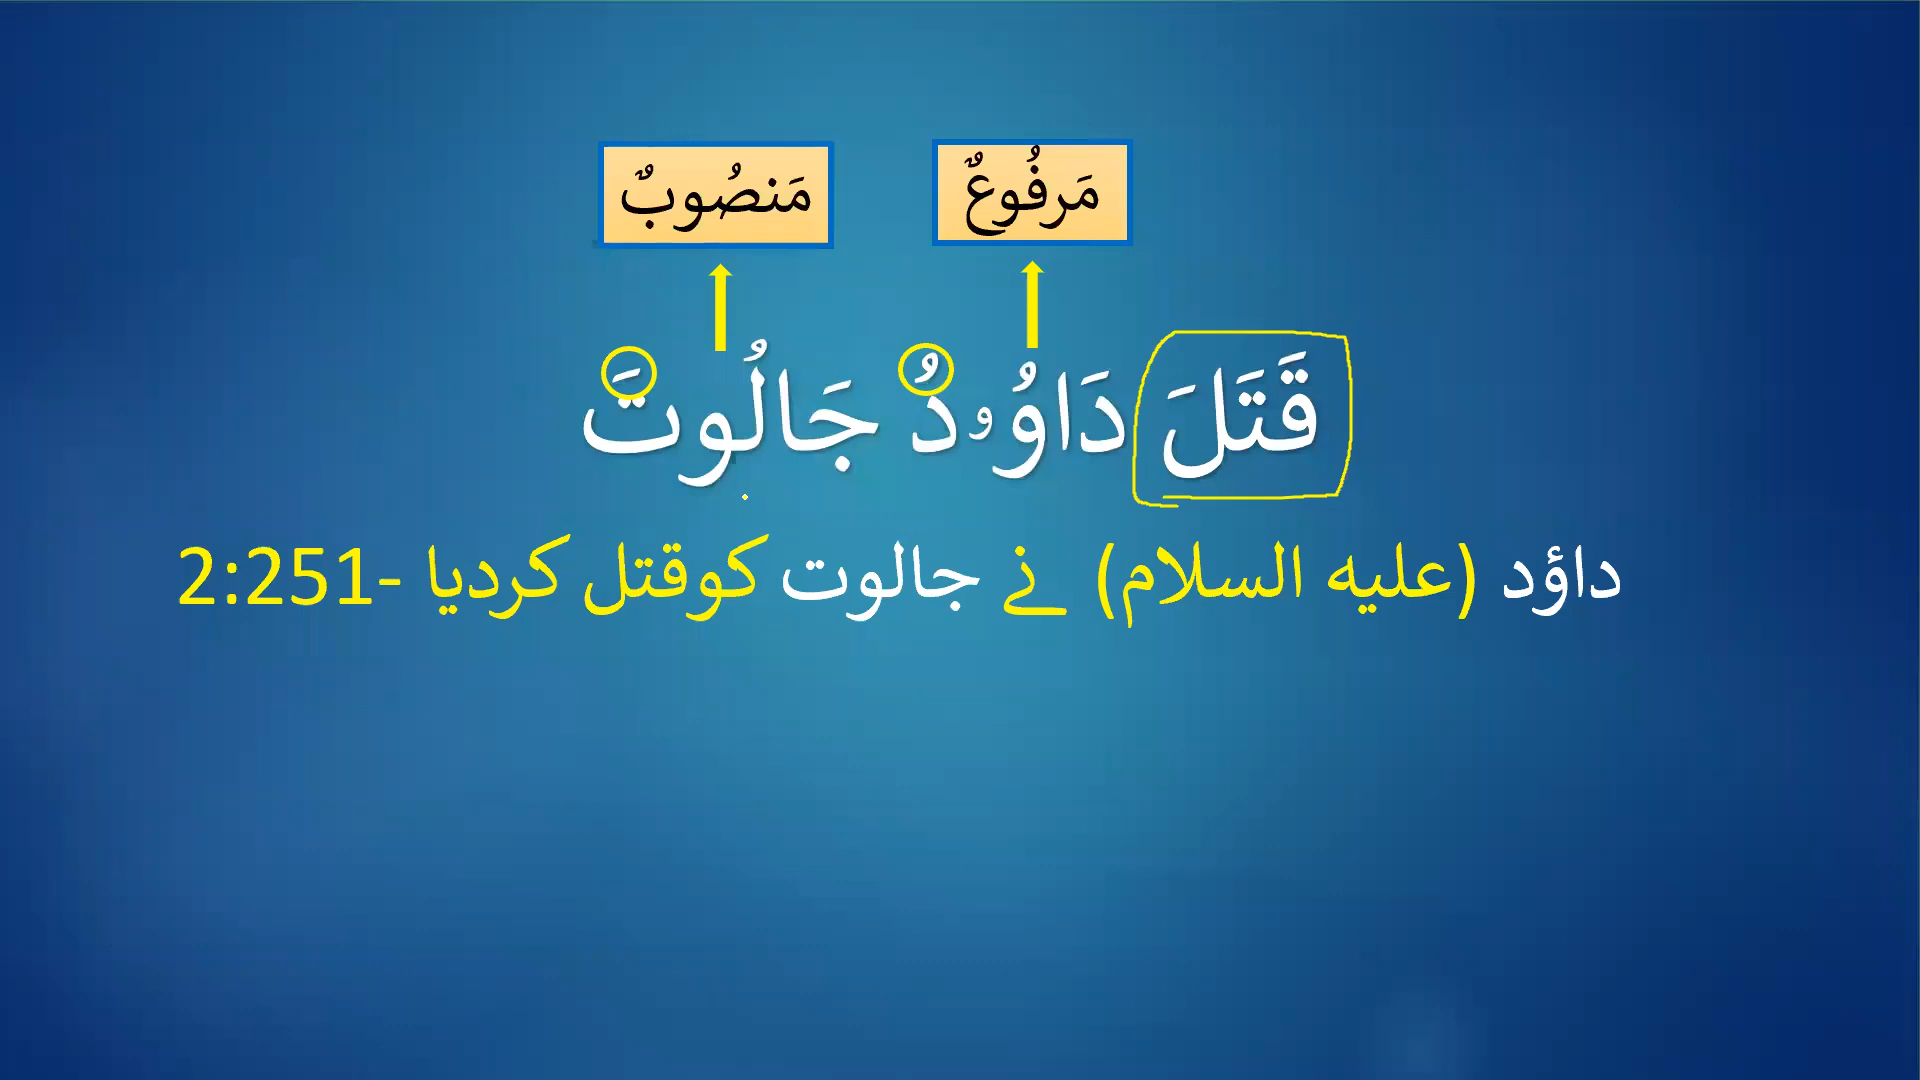 مَرفُوعٌ مَنصُوبٌ
قَتَلَ دَاوُۥدُ جَالُوتَ
داؤد (علیہ السلام) نے جالوت کوقتل کردیا -2:251